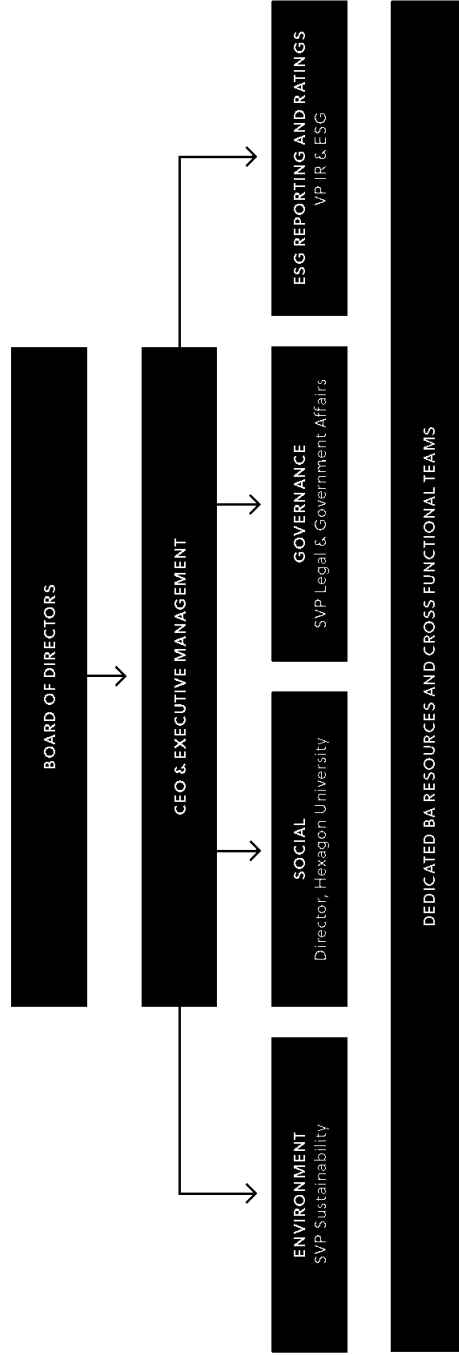 BOARD OF DIRECTORS
CEO & EXECUTIVE MANAGEMENT
ENVIRONMENT
SVP Sustainability
SOCIAL
Director, Hexagon University
GOVERNANCE
SVP Legal & Government Affairs
ESG REPORTING AND RATINGS
VP IR & ESG
DEDICATED BA RESOURCES AND CROSS FUNCTIONAL TEAMS